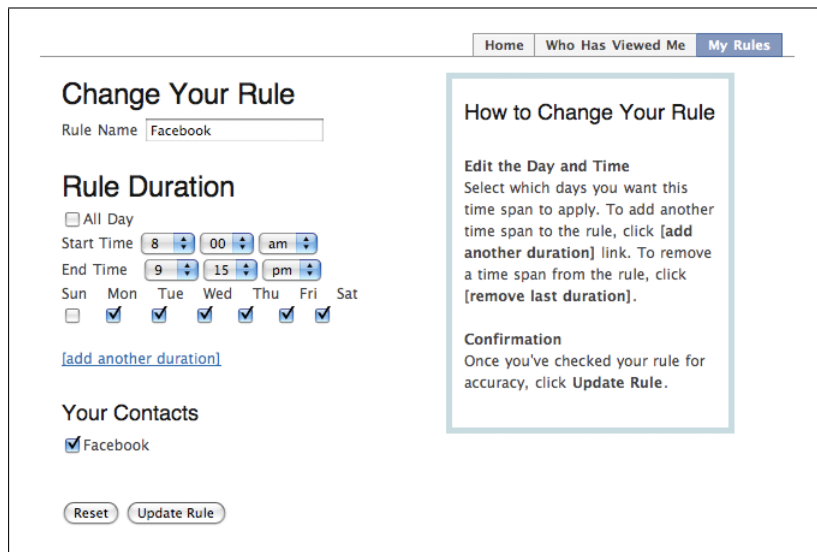 Home Who Has Viewed Me My Rules
Change Your Rule
Rule Name Facebook
Rule Duration
All Day
Start Time 8 00 am
End Time 9 15 pm
Sun Mon Tue Wed Thu Fri Sat
[add another duration]
Your Contacts
Facebook
Reset Update Rule
How to Change Your Rule
Edit the Day and Time
Select which days you want this
time span to apply. To add another
time span to the rule, click [add
another duration] link. To remove
a time span from the rule, click
[remove last duration].
Confirmation
Once you've checked your rule for
accuracy, click Update Rule.